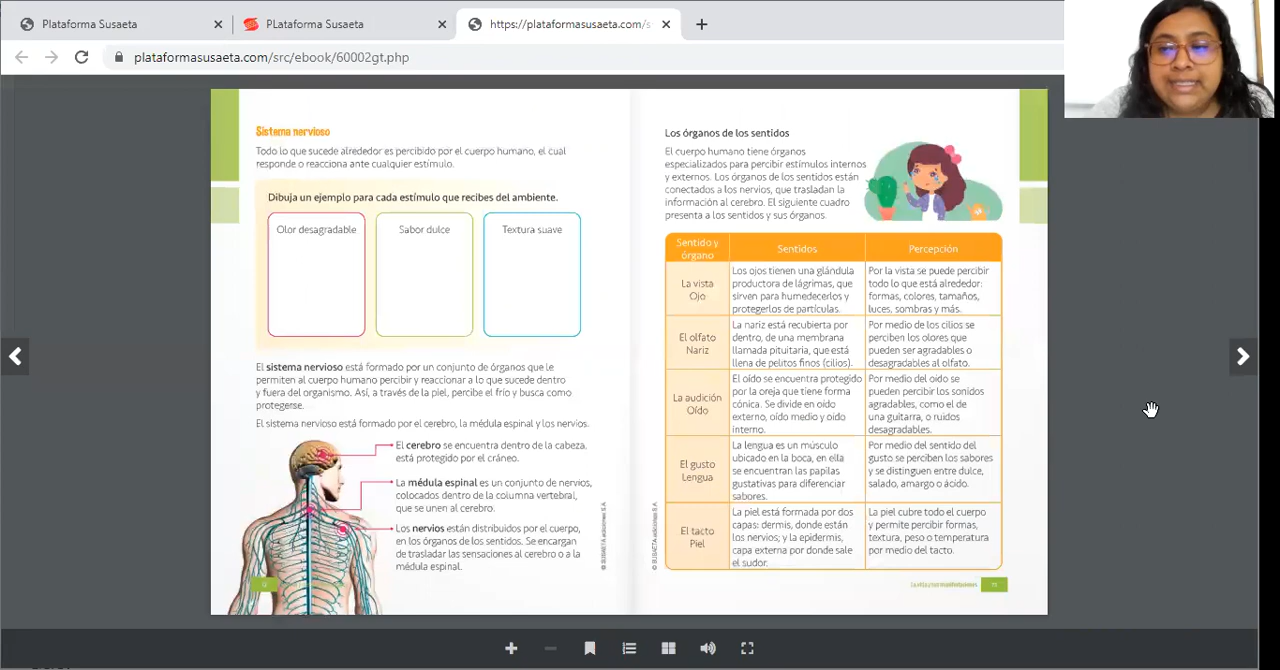 Plataforma Susaeta
PLataforma Susaeta
https://plataformasusaeta.com/s
plataformasusaeta.com/src/ebook/60002gt.php
Sistema nervioso
Todo lo que sucede alrededor es percibido por el cuerpo humano, el cual
responde o reacciona ante cualquier estímulo.
Dibuja un ejemplo para cada estímulo que recibes del ambiente.
Olor desagradable
Sabor dulce
Textura suave
El sistema nervioso está formado por un conjunto de órganos que le
permiten al cuerpo humano percibir y reaccionar a lo que sucede dentro
y fuera del organismo. Así, a través de la piel, percibe el frío y busca como
protegerse.
El sistema nervioso está formado por el cerebro, la médula espinal y los nervios.
El cerebro se encuentra dentro de la cabeza,
está protegido por el cráneo.
La médula espinal es un conjunto de nervios,
colocados dentro de la columna vertebral,
que se unen al cerebro.
Los nervios están distribuidos por el cuerpo,
en los órganos de los sentidos. Se encargan
de trasladar las sensaciones al cerebro o a la
médula espinal.
© SUSAETA ediciones S.A.
Los órganos de los sentidos
El cuerpo humano tiene órganos
especializados para percibir estímulos internos
y externos. Los órganos de los sentidos están
conectados a los nervios, que trasladan la
información al cerebro. El siguiente cuadro
presenta a los sentidos y sus órganos.
Sentido y
órgano
Sentidos
Percepción
La vista
Ojo
Los ojos tienen una glándula
productora de lágrimas, que
sirven para humedecerlos y
protegerlos de partículas.
Por la vista se puede percibir
todo lo que está alrededor:
formas, colores, tamaños,
luces, sombras y más.
El olfato
Nariz
La nariz está recubierta por
dentro, de una membrana
llamada pituitaria, que está
llena de pelitos finos (cilios).
Por medio de los cilios se
perciben los olores que
pueden ser agradables o
desagradables al olfato.
La audición
Oído
El oído se encuentra protegido
por la oreja que tiene forma
cónica. Se divide en oído
externo, oído medio y oído
interno.
Por medio del oído se
pueden percibir los sonidos
agradables, como el de
una guitarra, o ruidos
desagradables.
El gusto
Lengua
La lengua es un músculo
ubicado en la boca, en ella
se encuentran las papilas
gustativas para diferenciar
sabores.
Por medio del sentido del
gusto se perciben los sabores
y se distinguen entre dulce,
salado, amargo o ácido.
El tacto
Piel
La piel está formada por dos
capas: dermis, donde están
los nervios; y la epidermis,
capa externa por donde sale
el sudor.
La piel cubre todo el cuerpo
y permite percibir formas,
textura, peso o temperatura
por medio del tacto.
© SUSAETA ediciones S.A.